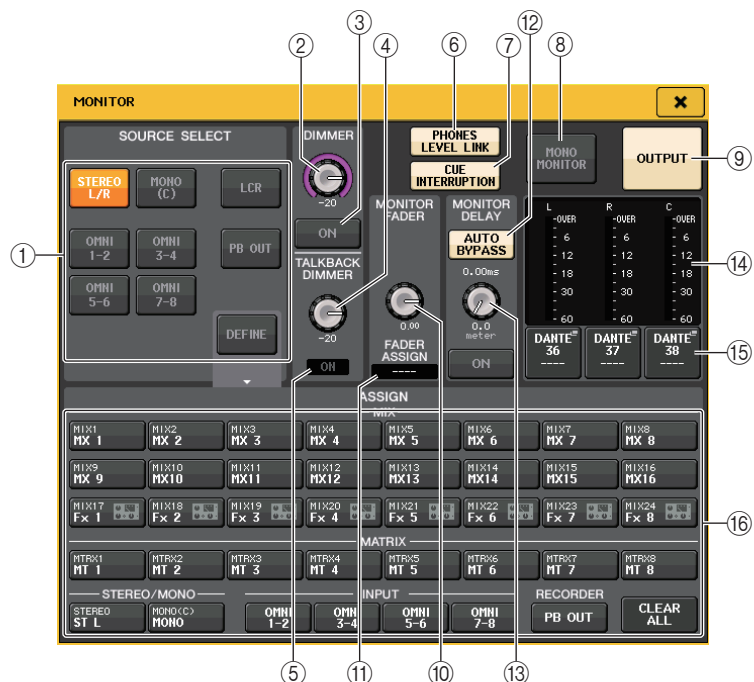 ② ③ ④ ⑥ ⑦ ⑫ ⑧
MONITOR
SOURCE SELECT
STEREO L/R
MONO (C)
LCR
OMNI 1-2
OMNI 3-4
PB OUT
OMNI 5-6
OMNI 7-8
DEFINE
①
DIMMER
-20
ON
TALKBACK DIMMER
-20
ON
PHONES LEVEL LINK
CUE INTERRUPTION
MONITOR FADER
0.00
FADER ASSIGN
----
MONITOR DELAY
AUTO BYPASS
0.00ms
0.0
meter
ON
MONO MONITOR
OUTPUT
⑨
L R C
-OVER -OVER -OVER
- 6 - 6 - 6
- 12 - 12 - 12
- 18 - 18 - 18
- 30 - 30 - 30
- 60 - 60 - 60
⑭
DANTE 36 ----
DANTE 37 ----
DANTE 38 ----
⑮
ASSIGN
MIX
MIX1 MIX2 MIX3 MIX4 MIX5 MIX6 MIX7 MIX8
MX 1 MX 2 MX 3 MX 4 MX 5 MX 6 MX 7 MX 8
MIX9 MIX10 MIX11 MIX12 MIX13 MIX14 MIX15 MIX16
MX 9 MX10 MX11 MX12 MX13 MX14 MX15 MX16
MIX17 MIX18 MIX19 MIX20 MIX21 MIX22 MIX23 MIX24
Fx 1 Fx 2 Fx 3 Fx 4 Fx 5 Fx 6 Fx 7 Fx 8
⑯
MATRIX
MTRX1 MTRX2 MTRX3 MTRX4 MTRX5 MTRX6 MTRX7 MTRX8
MT 1 MT 2 MT 3 MT 4 MT 5 MT 6 MT 7 MT 8
STEREO/MONO INPUT RECORDER
STEREO MONO(C)
ST L MONO
OMNI 1-2
OMNI 3-4
OMNI 5-6
OMNI 7-8
PB OUT
CLEAR ALL
⑤ ⑪ ⑩ ⑬